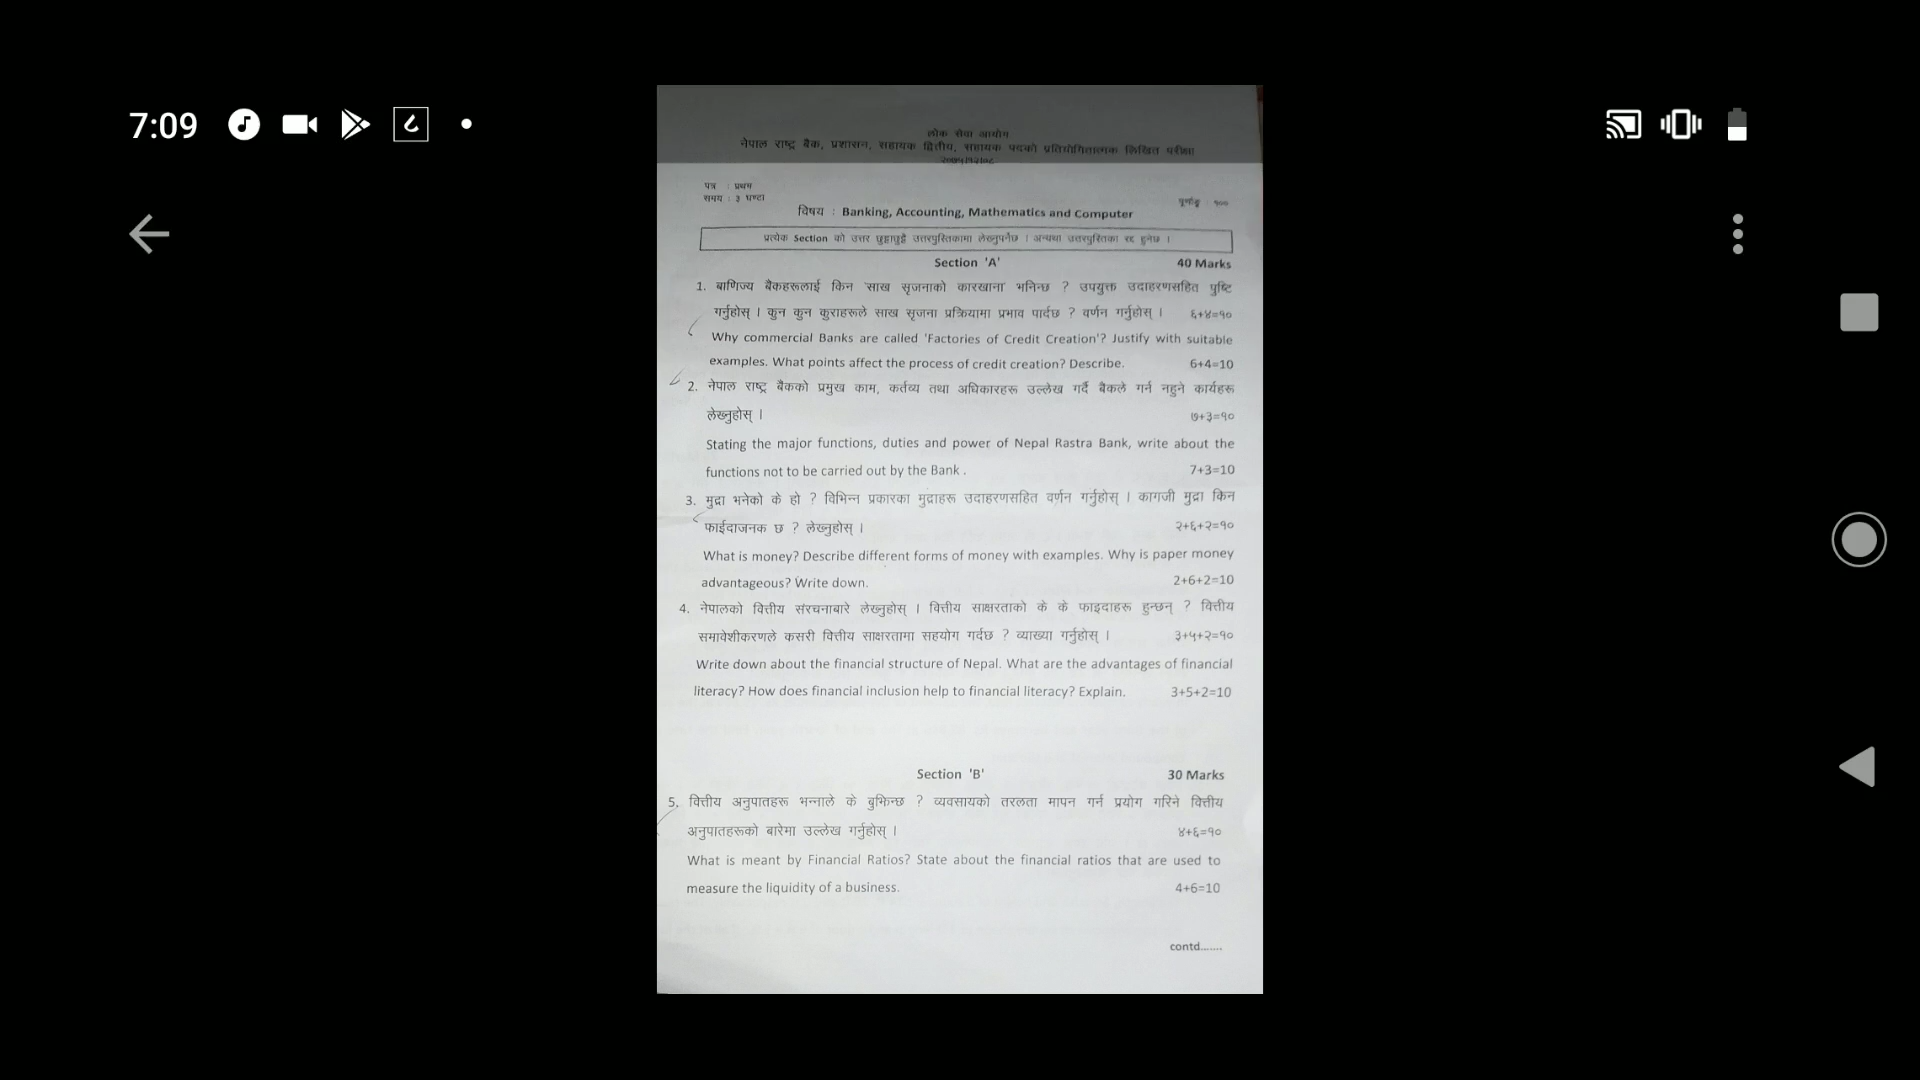 7:09
लोक सेवा आयोग
नेपाल राष्ट्र बैंक, प्रशासन, सहायक द्वितीय, सहायक पदको प्रतियोगितात्मक लिखित परीक्षा
पत्र : प्रथम
समय : ३ घण्टा
पूर्णाङ्क : १००
विषय : Banking, Accounting, Mathematics and Computer
प्रत्येक Section को उत्तर छुट्टाछुट्टै उत्तरपुस्तिकामा लेख्नुपर्नेछ । अन्यथा उत्तरपुस्तिका रद्द हुनेछ ।
Section 'A' 40 Marks
1. बाणिज्य बैंकहरूलाई किन 'साख सृजनाको कारखाना' भनिन्छ ? उपयुक्त उदाहरणसहित पुष्टि
गर्नुहोस् । कुन कुन कुराहरूले साख सृजना प्रक्रियामा प्रभाव पार्दछ ? वर्णन गर्नुहोस् । ६+४=१०
Why commercial Banks are called 'Factories of Credit Creation'? Justify with suitable
examples. What points affect the process of credit creation? Describe. 6+4=10
2. नेपाल राष्ट्र बैंकको प्रमुख काम, कर्तव्य तथा अधिकारहरू उल्लेख गर्दै बैंकले गर्न नहुने कार्यहरू
लेख्नुहोस् । ७+३=१०
Stating the major functions, duties and power of Nepal Rastra Bank, write about the
functions not to be carried out by the Bank . 7+3=10
3. मुद्रा भनेको के हो ? विभिन्न प्रकारका मुद्राहरू उदाहरणसहित वर्णन गर्नुहोस् । कागजी मुद्रा किन
फाईदाजनक छ ? लेख्नुहोस् । २+६+२=१०
What is money? Describe different forms of money with examples. Why is paper money
advantageous? Write down. 2+6+2=10
4. नेपालको वित्तीय संरचनाबारे लेख्नुहोस् । वित्तीय साक्षरताको के के फाइदाहरू हुन्छन् ? वित्तीय
समावेशीकरणले कसरी वित्तीय साक्षरतामा सहयोग गर्दछ ? व्याख्या गर्नुहोस् । ३+५+२=१०
Write down about the financial structure of Nepal. What are the advantages of financial
literacy? How does financial inclusion help to financial literacy? Explain. 3+5+2=10
Section 'B' 30 Marks
5. वित्तीय अनुपातहरू भन्नाले के बुझिन्छ ? व्यवसायको तरलता मापन गर्न प्रयोग गरिने वित्तीय
अनुपातहरूको बारेमा उल्लेख गर्नुहोस् । ४+६=१०
What is meant by Financial Ratios? State about the financial ratios that are used to
measure the liquidity of a business. 4+6=10
contd.......